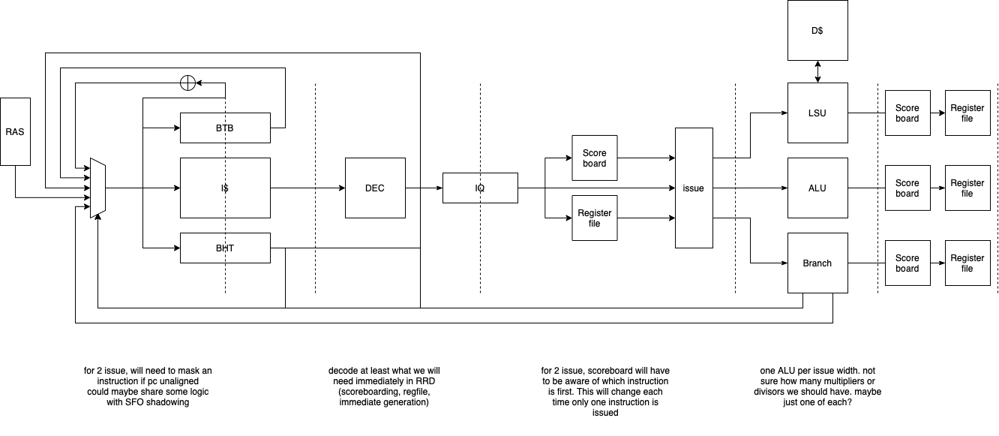 D$
RAS
BTB
I$
BHT
DEC
IQ
Score
board
Register
file
issue
LSU
ALU
Branch
Score
board
Register
file
Score
board
Register
file
Score
board
Register
file
for 2 issue, will need to mask an
instruction if pc unaligned
could maybe share some logic
with SFO shadowing
decode at least what we will
need immediately in RRD
(scoreboarding, regfile,
immediate generation)
for 2 issue, scoreboard will have
to be aware of which instruction
is first. This will change each
time only one instruction is
issued
one ALU per issue width. not
sure how many multipliers or
divisors we should have. maybe
just one of each?